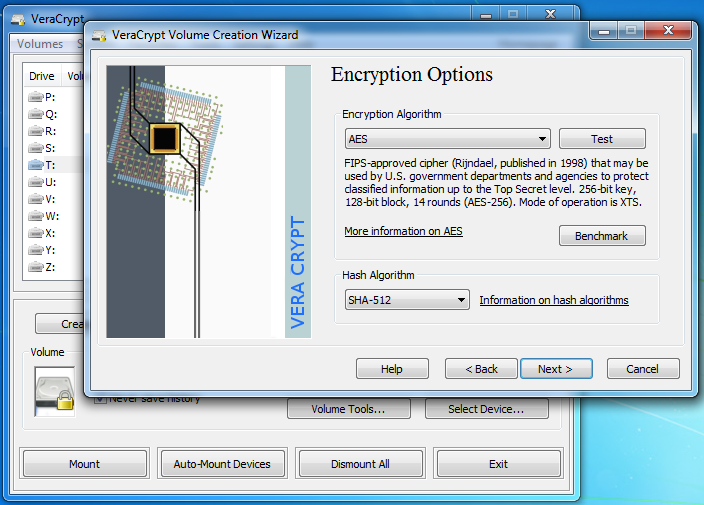 VeraCrypt
Volumes
VeraCrypt Volume Creation Wizard
Drive
P:
Q:
R:
S:
T:
U:
V:
W:
X:
Y:
Z:
Volume
Never save history
Volume Tools...
Select Device...
Mount
Auto-Mount Devices
Dismount All
Exit
VERA CRYPT
Encryption Options
Encryption Algorithm
AES
Test
FIPS-approved cipher (Rijndael, published in 1998) that may be
used by U.S. government departments and agencies to protect
classified information up to the Top Secret level. 256-bit key,
128-bit block, 14 rounds (AES-256). Mode of operation is XTS.
More information on AES
Benchmark
Hash Algorithm
SHA-512
Information on hash algorithms
Help
< Back
Next >
Cancel